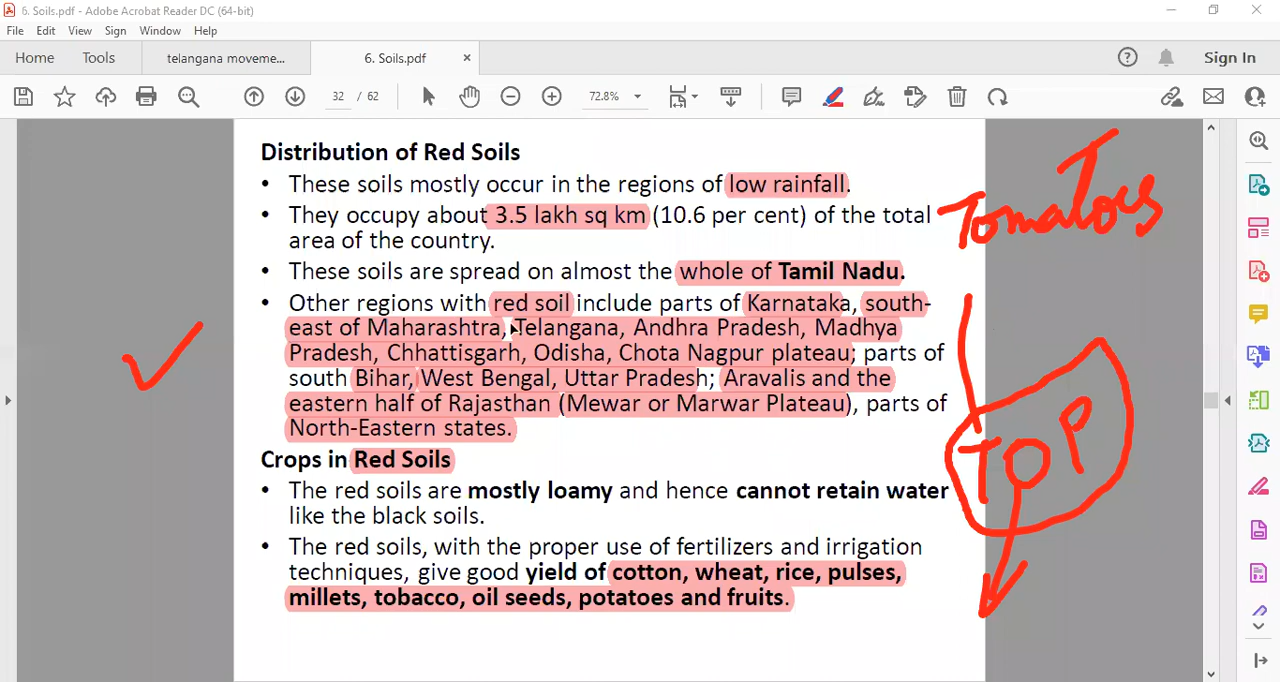 6. Soils.pdf - Adobe Acrobat Reader DC (64-bit)
File Edit View Sign Window Help
Home Tools telangana moveme... 6. Soils.pdf × Sign In
32 / 62 72.8%
Distribution of Red Soils
• These soils mostly occur in the regions of low rainfall.
• They occupy about 3.5 lakh sq km (10.6 per cent) of the total
area of the country.
• These soils are spread on almost the whole of Tamil Nadu.
• Other regions with red soil include parts of Karnataka, south-
east of Maharashtra, Telangana, Andhra Pradesh, Madhya
Pradesh, Chhattisgarh, Odisha, Chota Nagpur plateau; parts of
south Bihar, West Bengal, Uttar Pradesh; Aravalis and the
eastern half of Rajasthan (Mewar or Marwar Plateau), parts of
North-Eastern states.
Crops in Red Soils
• The red soils are mostly loamy and hence cannot retain water
like the black soils.
• The red soils, with the proper use of fertilizers and irrigation
techniques, give good yield of cotton, wheat, rice, pulses,
millets, tobacco, oil seeds, potatoes and fruits.
Tomatoes
TOP